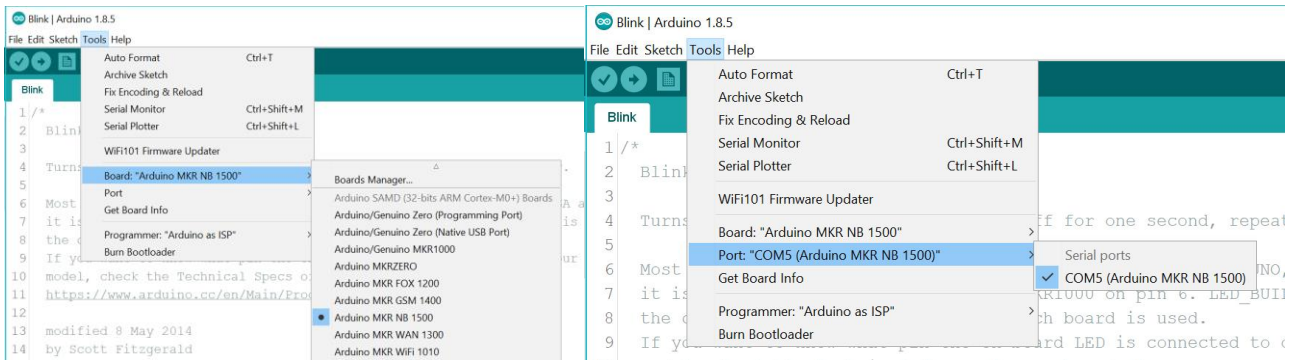 Blink | Arduino 1.8.5
File Edit Sketch Tools Help
Auto Format Ctrl+T
Archive Sketch
Fix Encoding & Reload
Serial Monitor Ctrl+Shift+M
Serial Plotter Ctrl+Shift+L
WiFi101 Firmware Updater
Board: "Arduino MKR NB 1500"
Port
Get Board Info
Programmer: "Arduino as ISP"
Burn Bootloader
Boards Manager...
Arduino SAMD (32-bits ARM Cortex-M0+) Boards
Arduino/Genuino Zero (Programming Port)
Arduino/Genuino Zero (Native USB Port)
Arduino/Genuino MKR1000
Arduino MKRZERO
Arduino MKR FOX 1200
Arduino MKR GSM 1400
Arduino MKR NB 1500
Arduino MKR WAN 1300
Arduino MKR WiFi 1010
Blink
1 /*
2 Blin
3
4 Turn
5
6 Most
7 it is
8 the
9 If yo
10 model, check the Technical Specs o
11 https://www.arduino.cc/en/Main/Pro
12
13 modified 8 May 2014
14 by Scott Fitzgerald
Blink | Arduino 1.8.5
File Edit Sketch Tools Help
Auto Format Ctrl+T
Archive Sketch
Fix Encoding & Reload
Serial Monitor Ctrl+Shift+M
Serial Plotter Ctrl+Shift+L
WiFi101 Firmware Updater
Board: "Arduino MKR NB 1500"
Port: "COM5 (Arduino MKR NB 1500)"
Get Board Info
Programmer: "Arduino as ISP"
Burn Bootloader
Serial ports
COM5 (Arduino MKR NB 1500)
Blink
1 /*
2 Blin
3
4 Turns ff for one second, repeat
5
6 Most NO,
7 it is KR1000 on pin 6. LED_BUI
8 the ch board is used.
9 If y ard LED is connected to